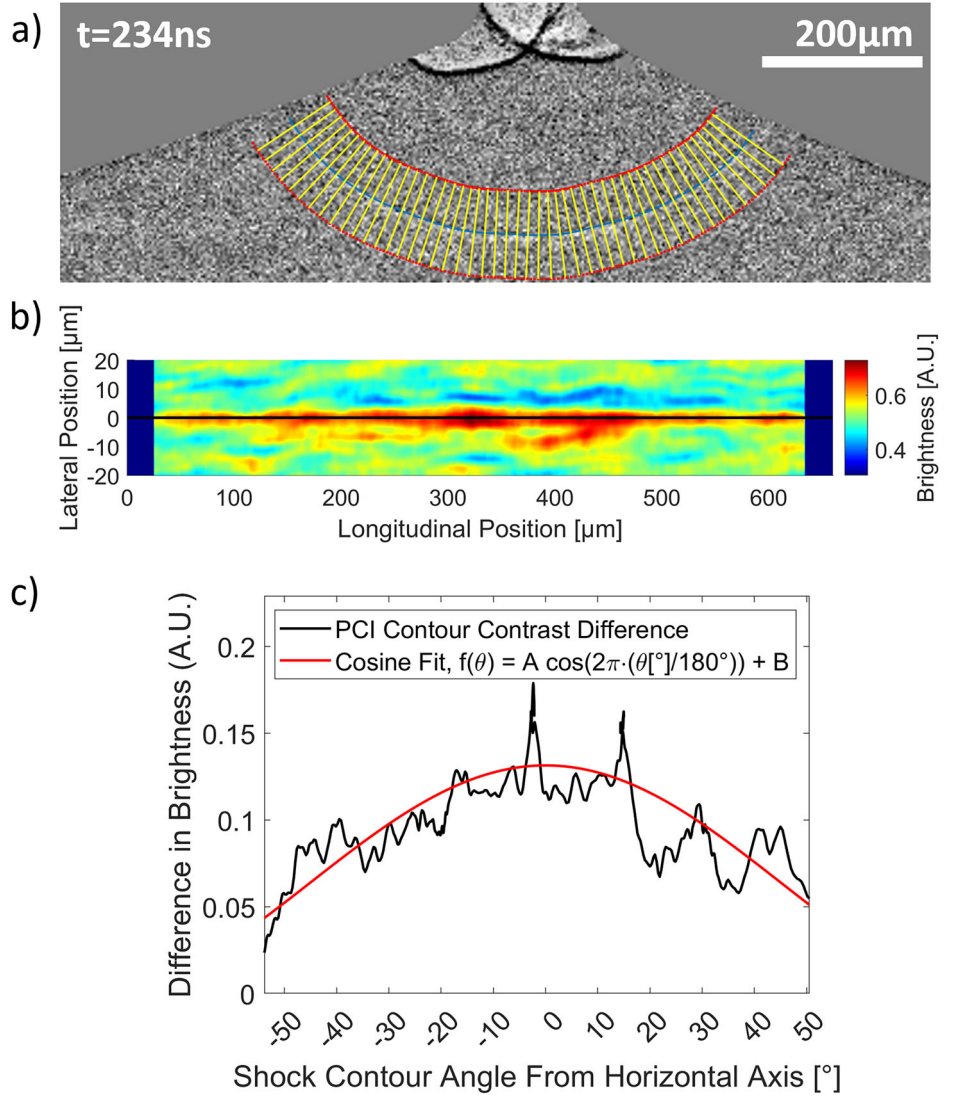 a)
t=234ns
200μm
b)
Lateral Position [μm]
20
10
0
-10
-20
0
100
200
300
400
500
600
Longitudinal Position [μm]
0.6
0.4
Brightness [A.U.]
c)
Difference in Brightness (A.U.)
0.2
0.15
0.1
0.05
0
PCI Contour Contrast Difference
Cosine Fit, f(θ) = A cos(2π·(θ[°]/180°)) + B
-50
-40
-30
-20
-10
0
10
20
30
40
50
Shock Contour Angle From Horizontal Axis [°]